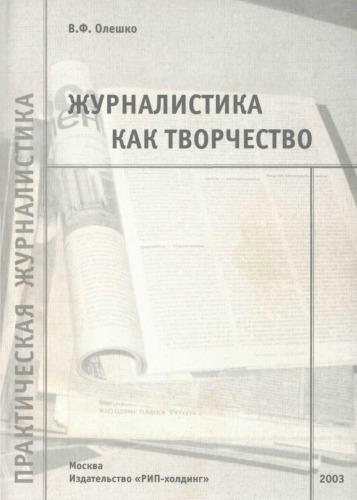 В.Ф. Олешко
ЖУРНАЛИСТИКА
КАК ТВОРЧЕСТВО
ПРАКТИЧЕСКАЯ ЖУРНАЛИСТИКА
Москва
Издательство «РИП-холдинг»
2003